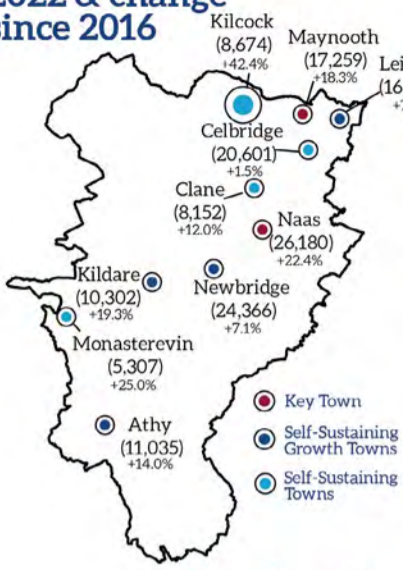 2022 & change
since 2016
Kilcock
(8,674)
+42.4%
Maynooth
(17,259)
+18.3%
Celbridge
(20,601)
+1.5%
Clane
(8,152)
+12.0%
Naas
(26,180)
+22.4%
Kildare
(10,302)
+19.3%
Newbridge
(24,366)
+7.1%
Monasterevin
(5,307)
+25.0%
Athy
(11,035)
+14.0%
Key Town
Self-Sustaining
Growth Towns
Self-Sustaining
Towns